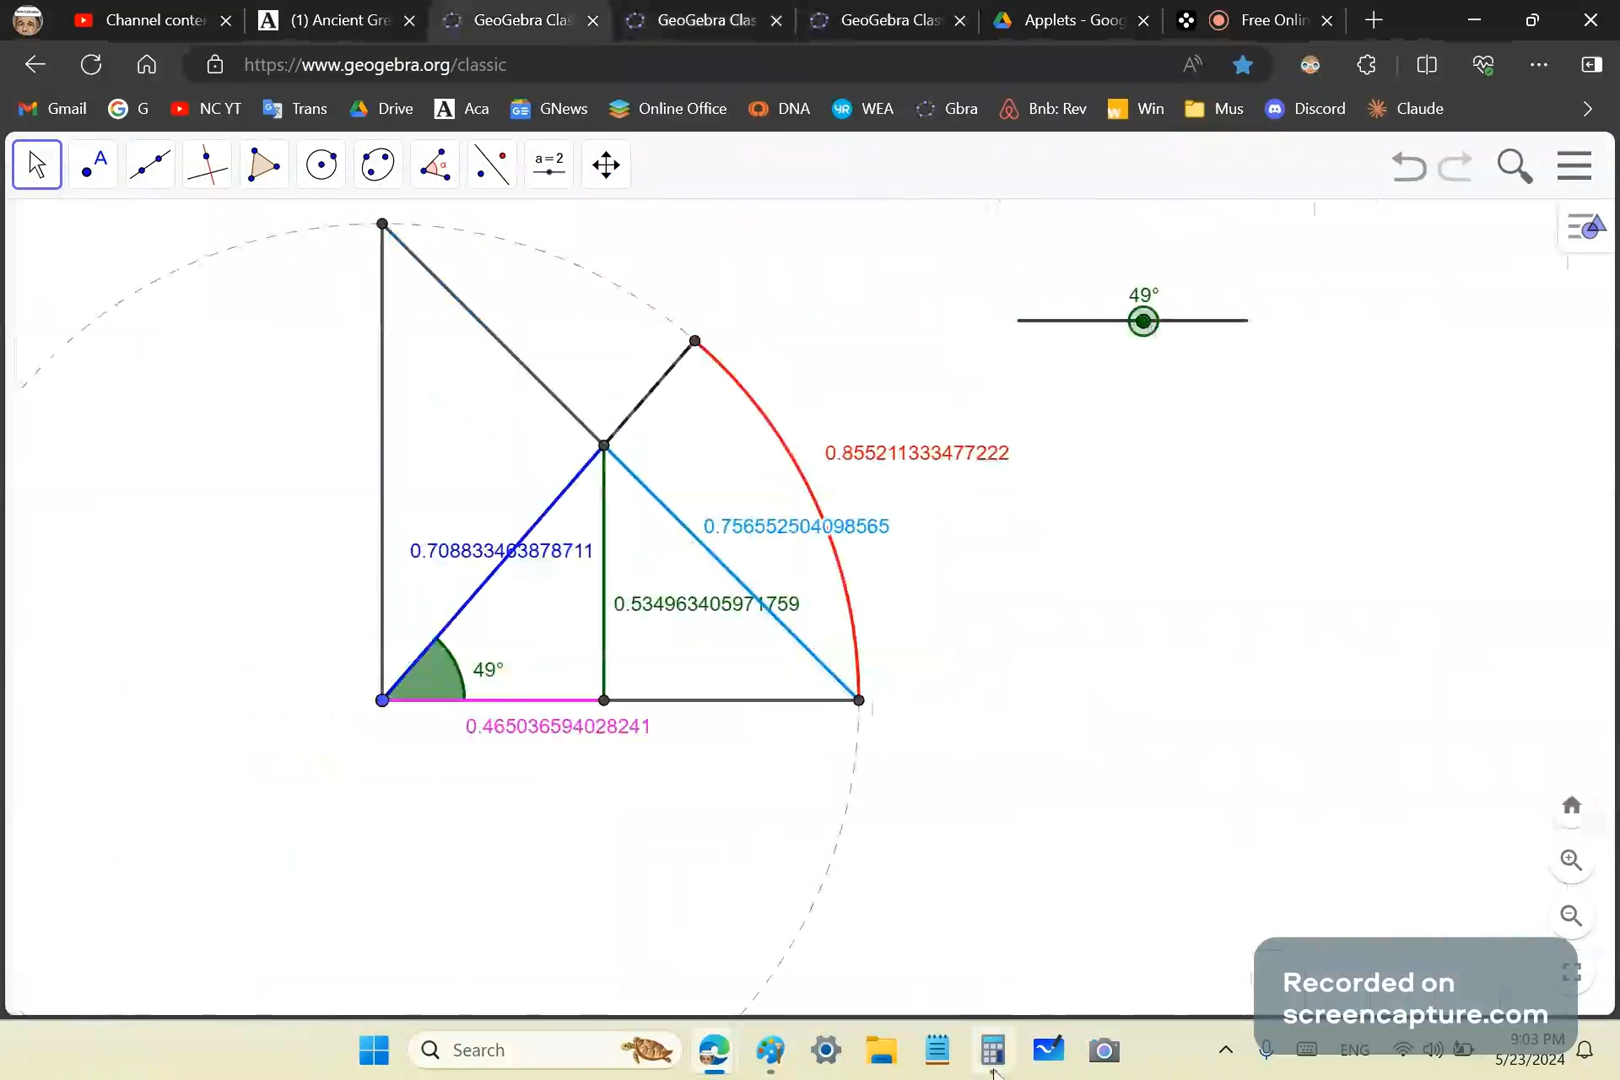 Channel conte
(1) Ancient Gre
GeoGebra Clas
GeoGebra Clas
GeoGebra Clas
Applets - Goog
Free Onlin
https://www.geogebra.org/classic
Gmail
G
NC YT
Trans
Drive
A Aca
GNews
Online Office
DNA
WEA
Gbra
Bnb: Rev
Win
Mus
Discord
Claude
A
α
a=2
49°
0.855211333477222
0.756552504098565
0.708833463878711
0.534963405971759
49°
0.465036594028241
Recorded on
screencapture.com
Search
ENG
9:03 PM
5/23/2024